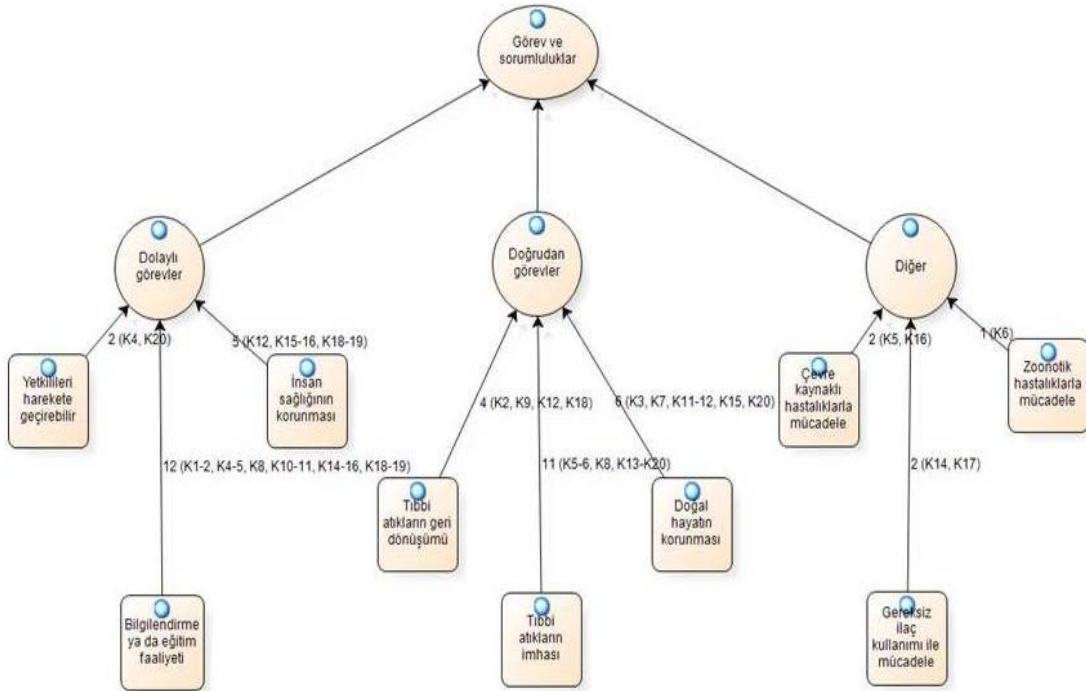 Görev ve
sorumluluklar
Dolaylı
görevler
Doğrudan
görevler
Diğer
2 (K4, K20)
5 (K12, K15-16, K18-19)
2 (K5, K16)
1 (K6)
Yetkilileri
harekete
geçirebilir
İnsan
sağlığının
korunması
Çevre
kaynaklı
hastalıklarla
mücadele
Zoonotik
hastalıklarla
mücadele
4 (K2, K9, K12, K18)
6 (K3, K7, K11-12, K15, K20)
12 (K1-2, K4-5, K8, K10-11, K14-16, K18-19)
11 (K5-6, K8, K13-K20)
2 (K14, K17)
Tıbbi
atıkların geri
dönüşümü
Doğal
hayatın
korunması
Bilgilendirme
ya da eğitim
faaliyeti
Tıbbi
atıkların
imhası
Gereksiz
ilaç
kullanımı ile
mücadele